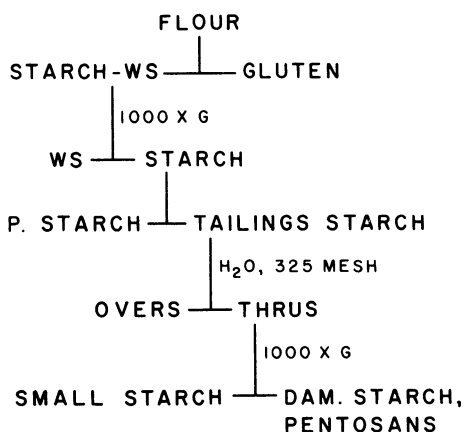 FLOUR
STARCH-WS GLUTEN
1000 X G
WS STARCH
P. STARCH TAILINGS STARCH
H₂O, 325 MESH
OVERS THRUS
1000 X G
SMALL STARCH DAM. STARCH,
PENTOSANS